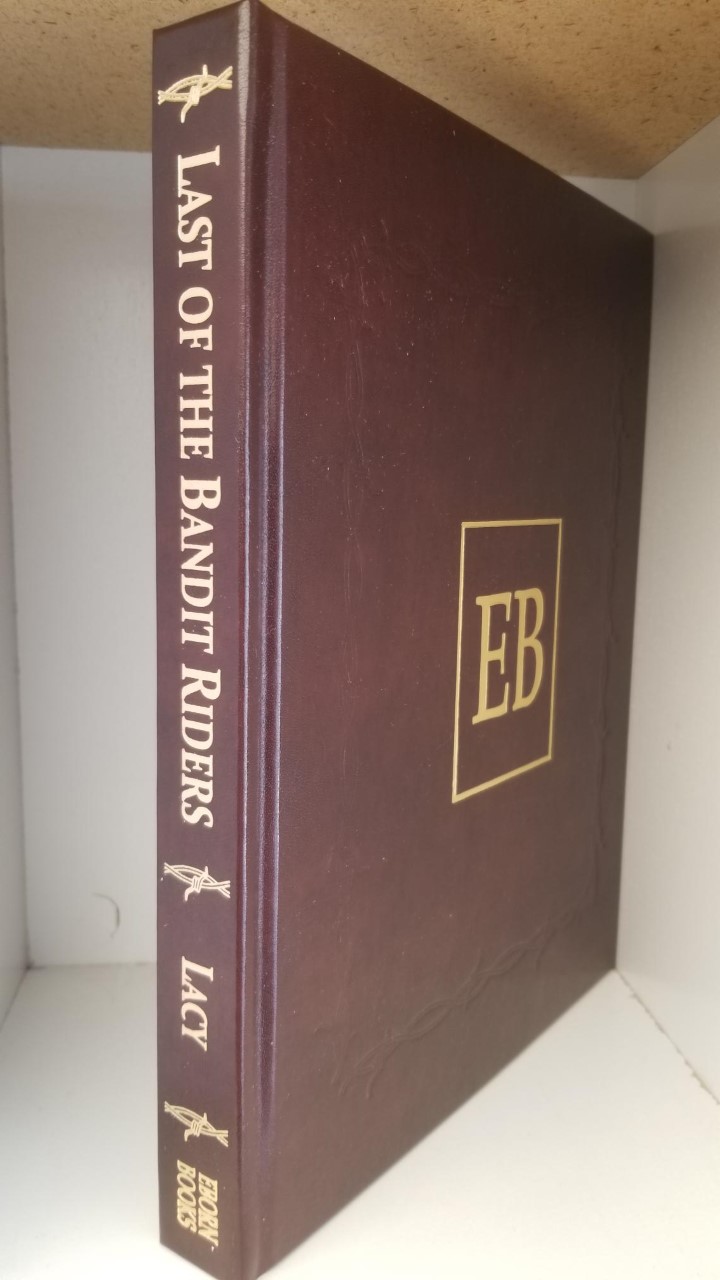 LAST OF THE BANDIT RIDERS
LACY
EBORN
BOOKS
EB